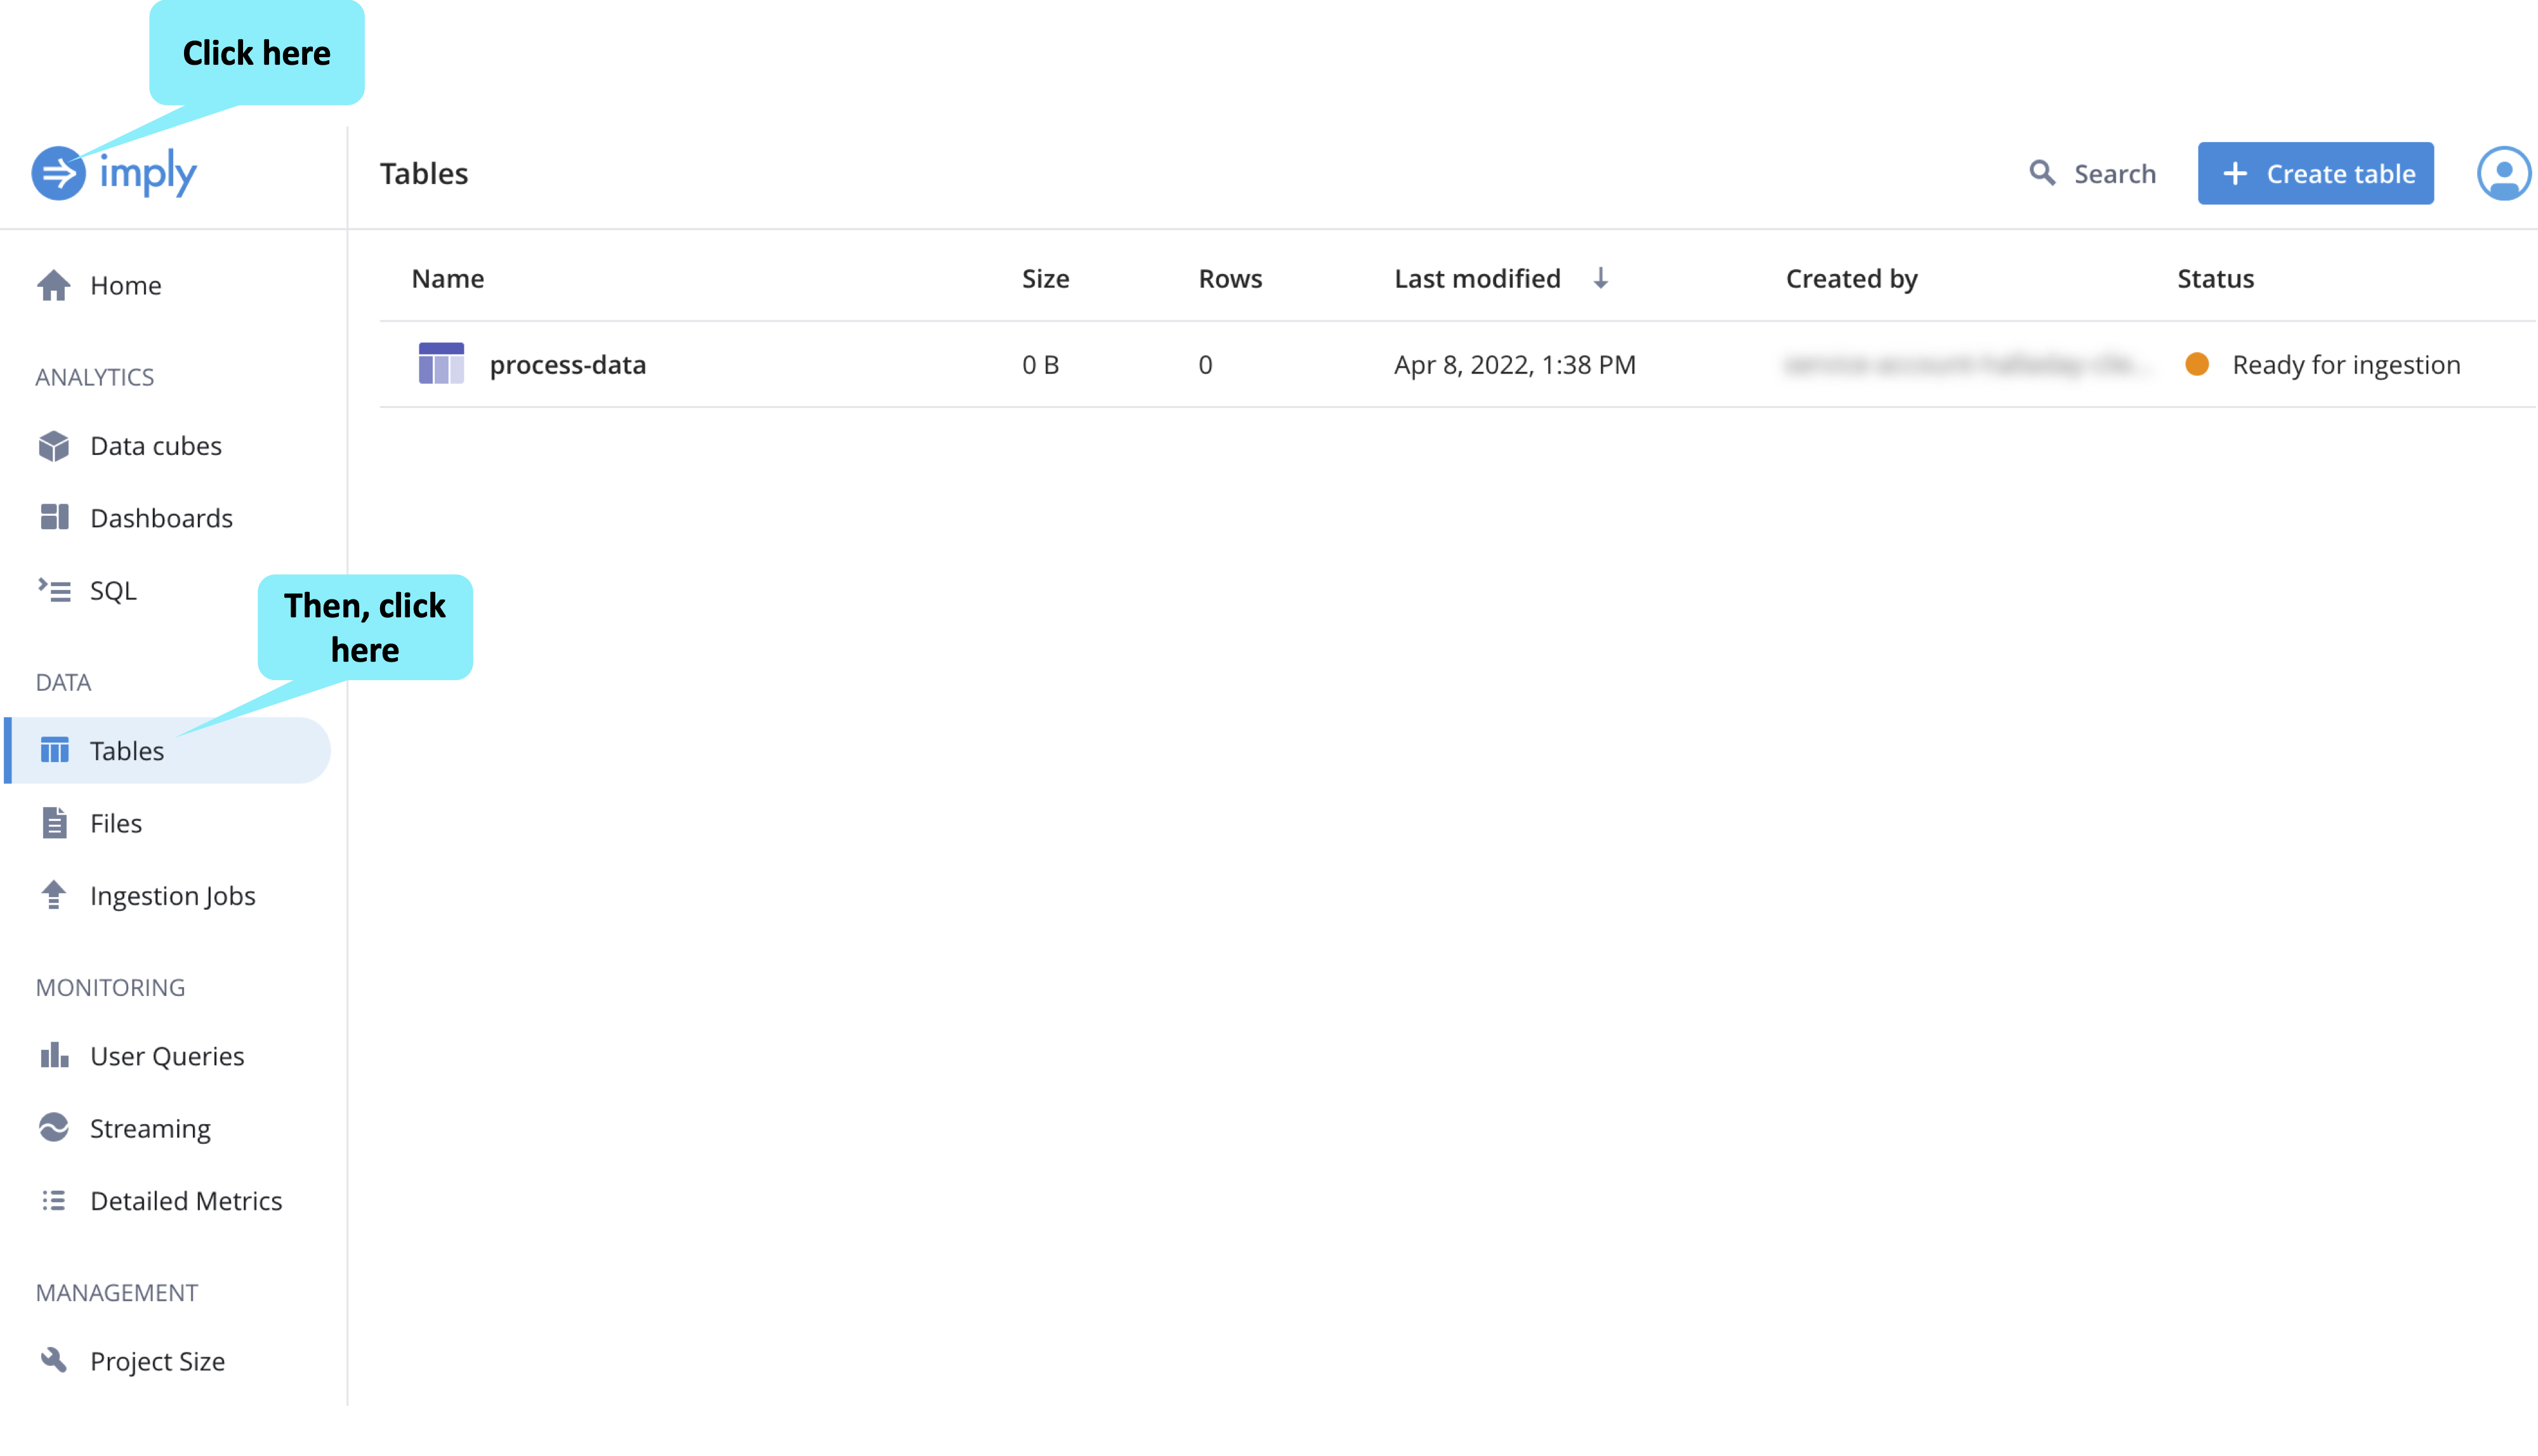 Click here
imply
Tables
Search
+ Create table
Home
Name
Size
Rows
Last modified
Created by
Status
process-data
0 B
0
Apr 8, 2022, 1:38 PM
Ready for ingestion
ANALYTICS
Data cubes
Dashboards
SQL
Then, click
here
DATA
Tables
Files
Ingestion Jobs
MONITORING
User Queries
Streaming
Detailed Metrics
MANAGEMENT
Project Size